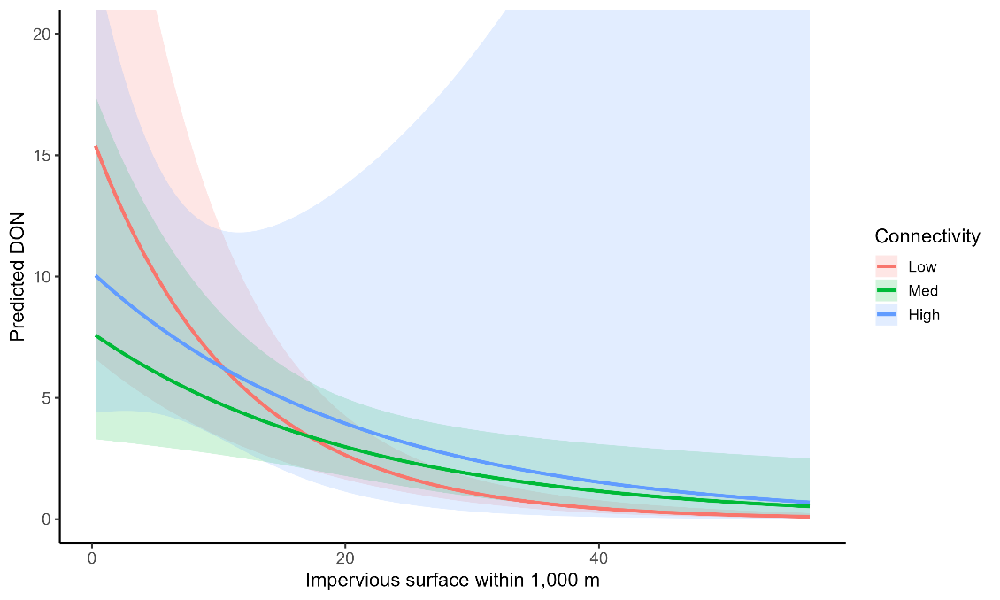 Predicted DON
20
15
10
5
0
0
20
40
Impervious surface within 1,000 m
Connectivity
Low
Med
High